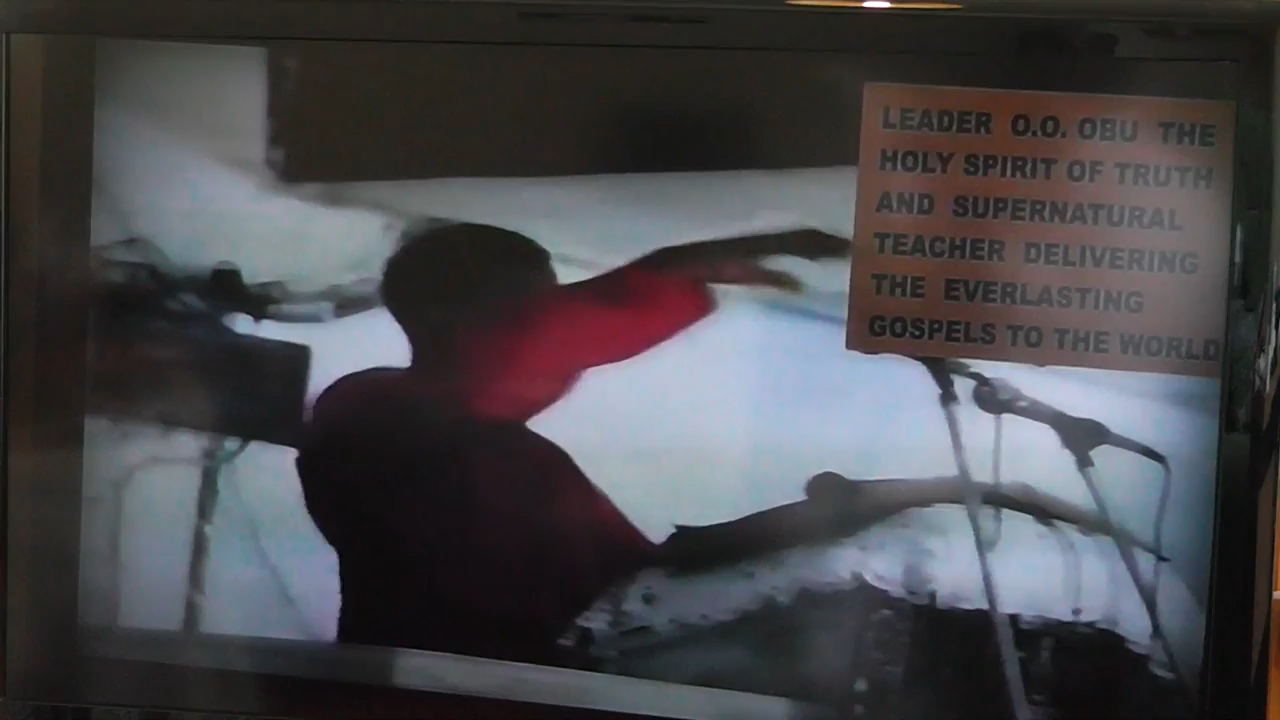 LEADER O.O. OBU THE
HOLY SPIRIT OF TRUTH
AND SUPERNATURAL
TEACHER DELIVERING
THE EVERLASTING
GOSPELS TO THE WORLD